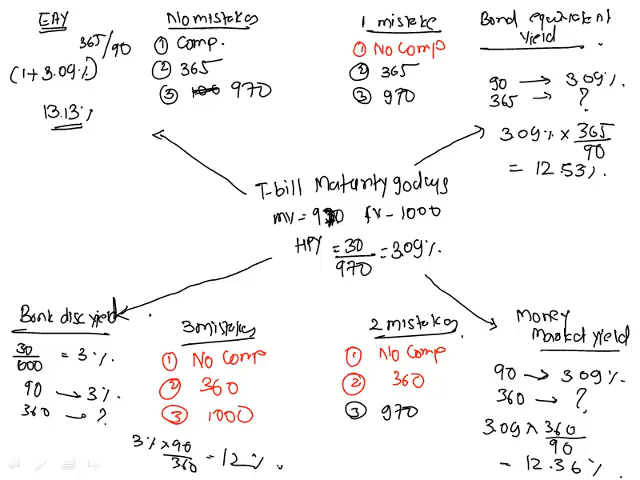 EAY
(1+3.09%)^365/90
13.13%
No mistakes
① Comp.
② 365
③ 100 970
1 mistake
① No Comp
② 365
③ 970
Bond equivalent
yield
90 → 3.09%.
365 → ?
3.09% × 365/90
= 12.53%.
T-bill Maturity 90days
mv = 970 fv - 1000
HPY = 30/970 = 3.09%.
Bank disc yield
30/1000 = 3%.
90 → 3%.
360 → ?
3 mistakes
① No Comp
② 360
③ 1000
3% × 90/360 = 12%.
2 mistakes
① No Comp
② 360
③ 970
Money
Market yield
90 → 3.09%.
360 → ?
3.09 × 360/90
= 12.36%